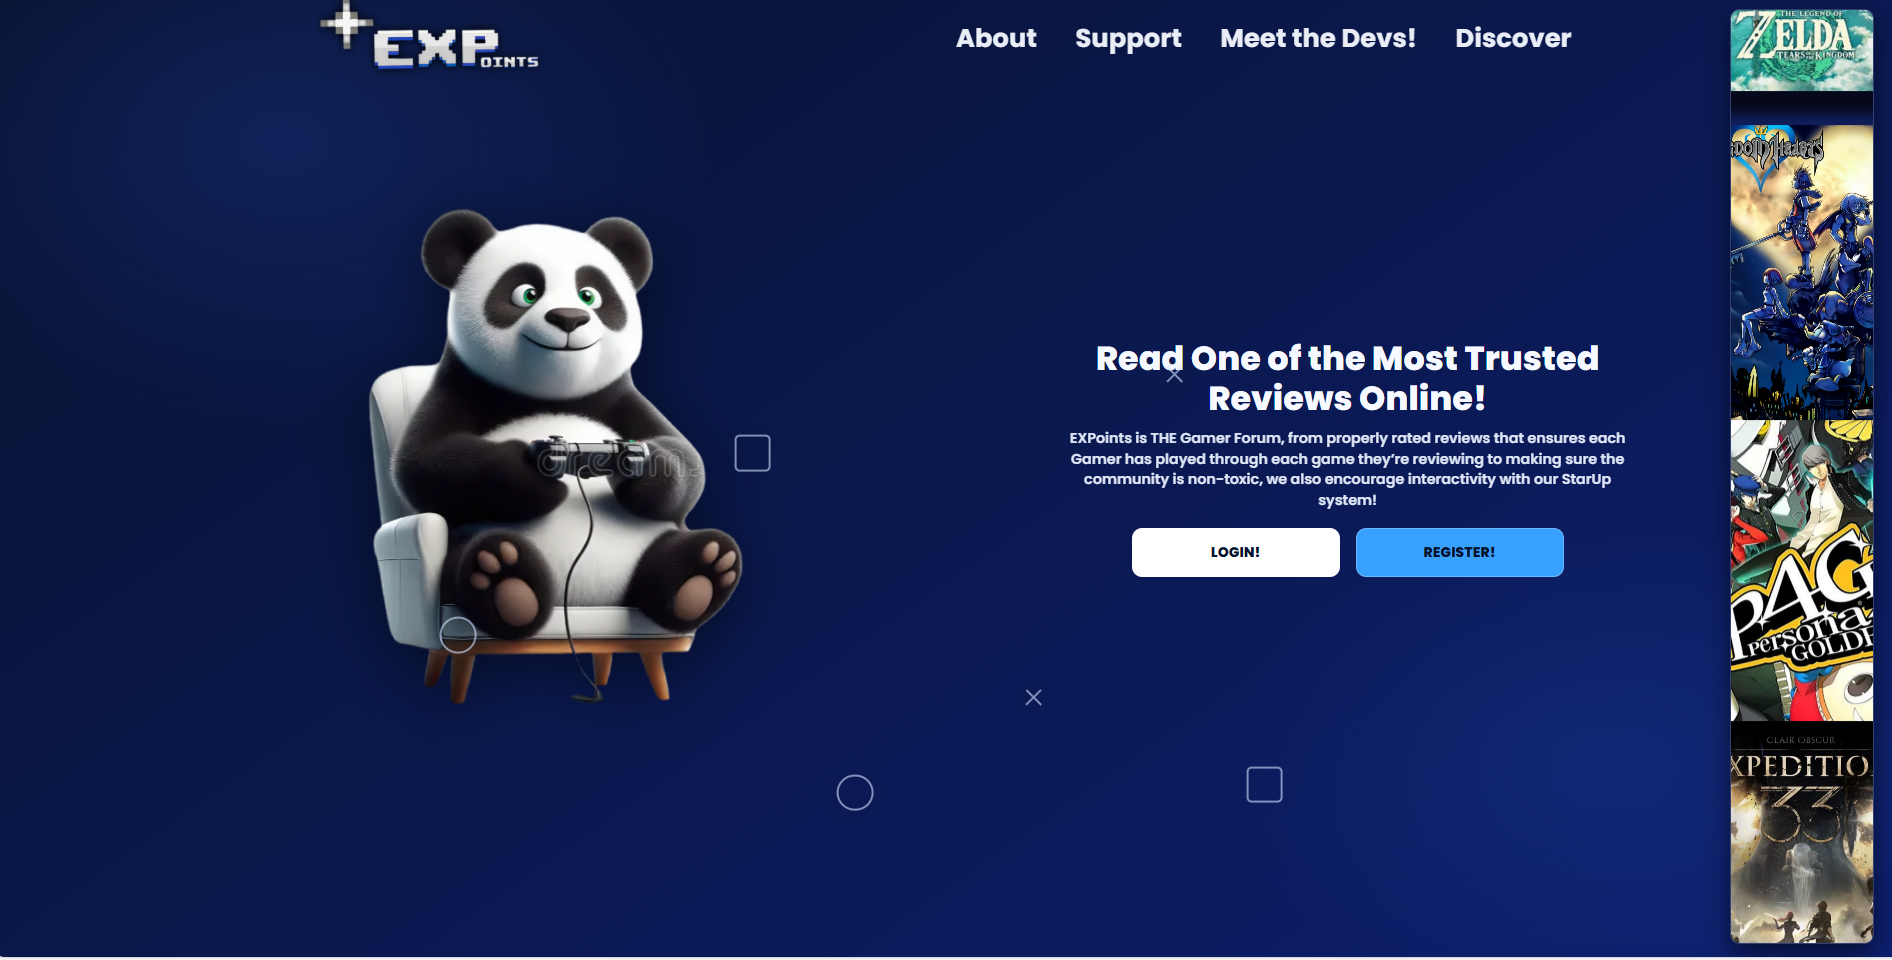 EXPOINTS
About Support Meet the Devs! Discover
THE LEGEND OF
ZELDA
TEARS OF THE KINGDOM
DOM HEARTS
Read One of the Most Trusted
Reviews Online!
EXPoints is THE Gamer Forum, from properly rated reviews that ensures each
Gamer has played through each game they're reviewing to making sure the
community is non-toxic, we also encourage interactivity with our StarUp
system!
LOGIN! REGISTER!
dreams
P4G
Persona
GOLDE
CLAIR OBSCUR
XPEDITIO
33